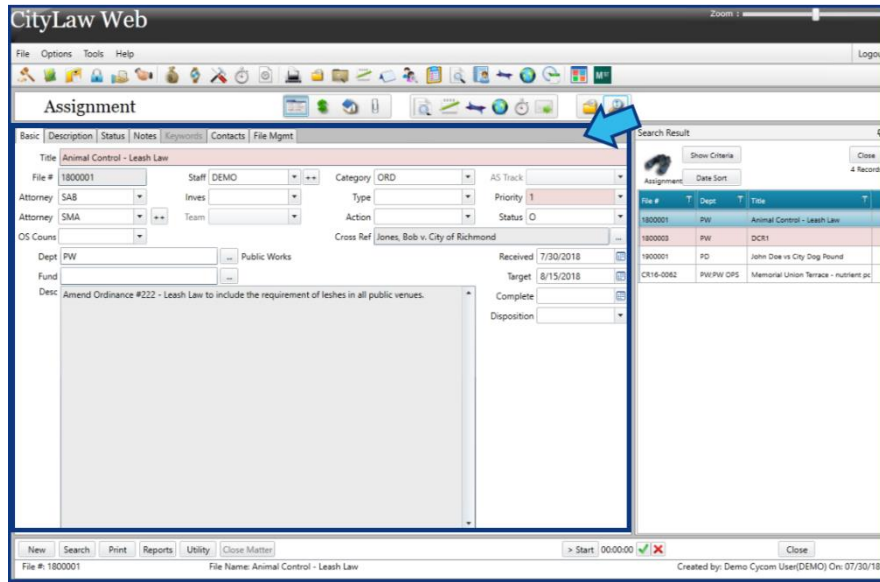 CityLaw Web
Zoom :
File Options Tools Help
Logou
Assignment
Basic Description Status Notes Keywords Contacts File Mgmt
Title Animal Control - Leash Law
File # 1800001 Staff DEMO ++ Category ORD AS Track
Attorney SAB Inves Type Priority 1
Attorney SMA ++ Team Action Status O
OS Couns Cross Ref Jones, Bob v. City of Richmond ...
Dept PW ... Public Works Received 7/30/2018
Fund ... Target 8/15/2018
Desc Amend Ordinance #222 - Leash Law to include the requirement of leshes in all public venues. Complete
Disposition
Search Result
Show Criteria Close
4 Record
Assignment Date Sort
File # Dept Title
1800001 PW Animal Control - Leash Law
1800003 PW DCR1
1900001 PD John Doe vs City Dog Pound
CR16-0062 PW:PW OPS Memorial Union Terrace - nutrient pc
New Search Print Reports Utility Close Matter > Start 00:00:00 Close
File #: 1800001 File Name: Animal Control - Leash Law Created by: Demo Cycom User(DEMO) On: 07/30/18